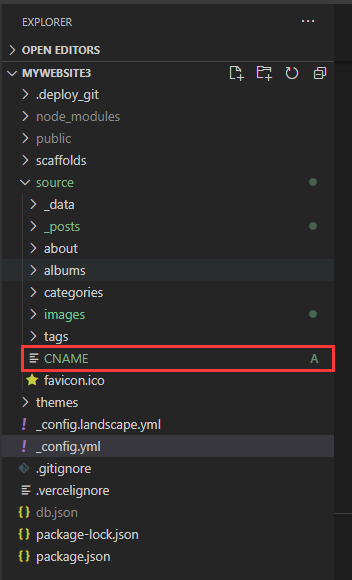 EXPLORER
OPEN EDITORS
MYWEBSITE3
.deploy_git
node_modules
public
scaffolds
source
_data
_posts
about
albums
categories
images
tags
CNAME A
favicon.ico
themes
_config.landscape.yml
_config.yml
.gitignore
.vercelignore
db.json
package-lock.json
package.json